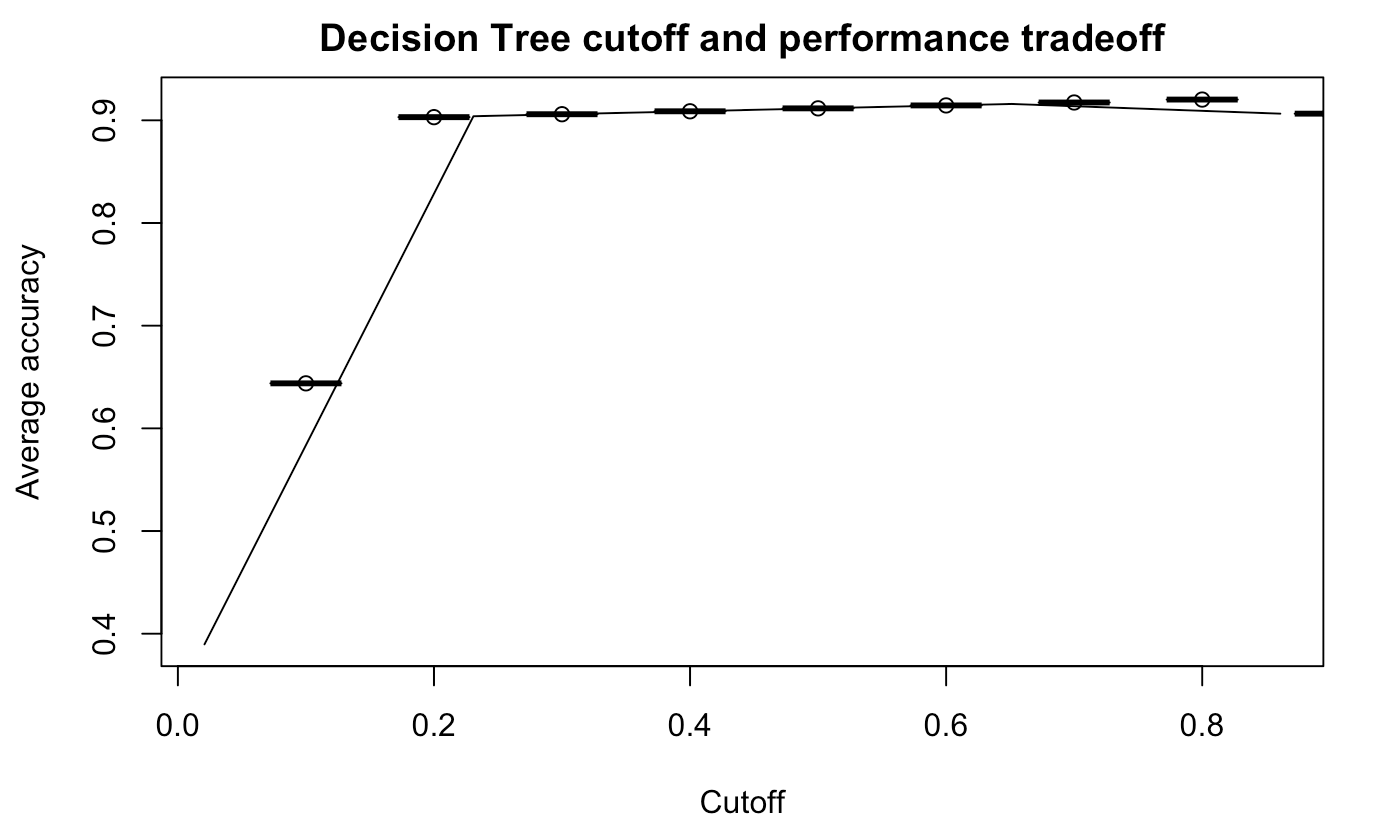 Decision Tree cutoff and performance tradeoff
Average accuracy
0.9
0.8
0.7
0.6
0.5
0.4
0.0 0.2 0.4 0.6 0.8
Cutoff